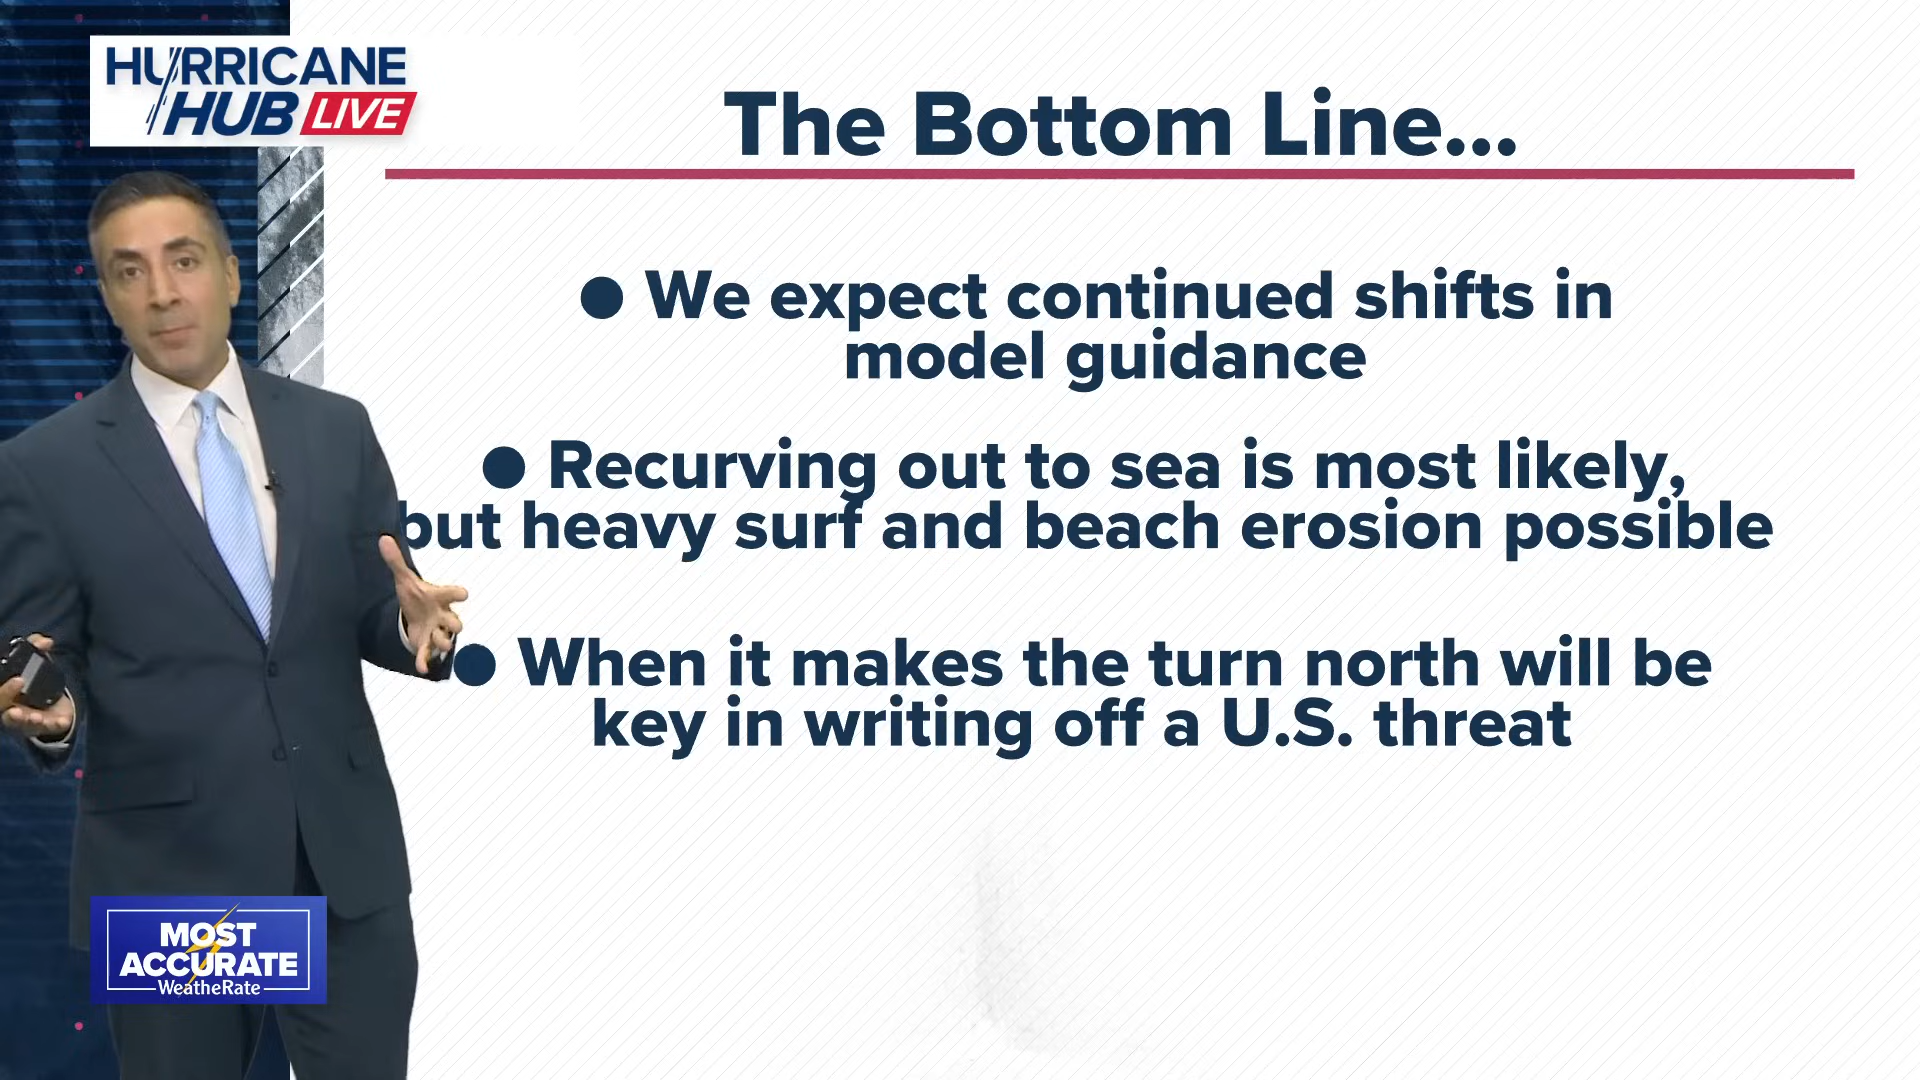 HURRICANE
HUB LIVE
The Bottom Line...
● We expect continued shifts in
model guidance
● Recurving out to sea is most likely,
but heavy surf and beach erosion possible
● When it makes the turn north will be
key in writing off a U.S. threat
MOST
ACCURATE
WeatheRate